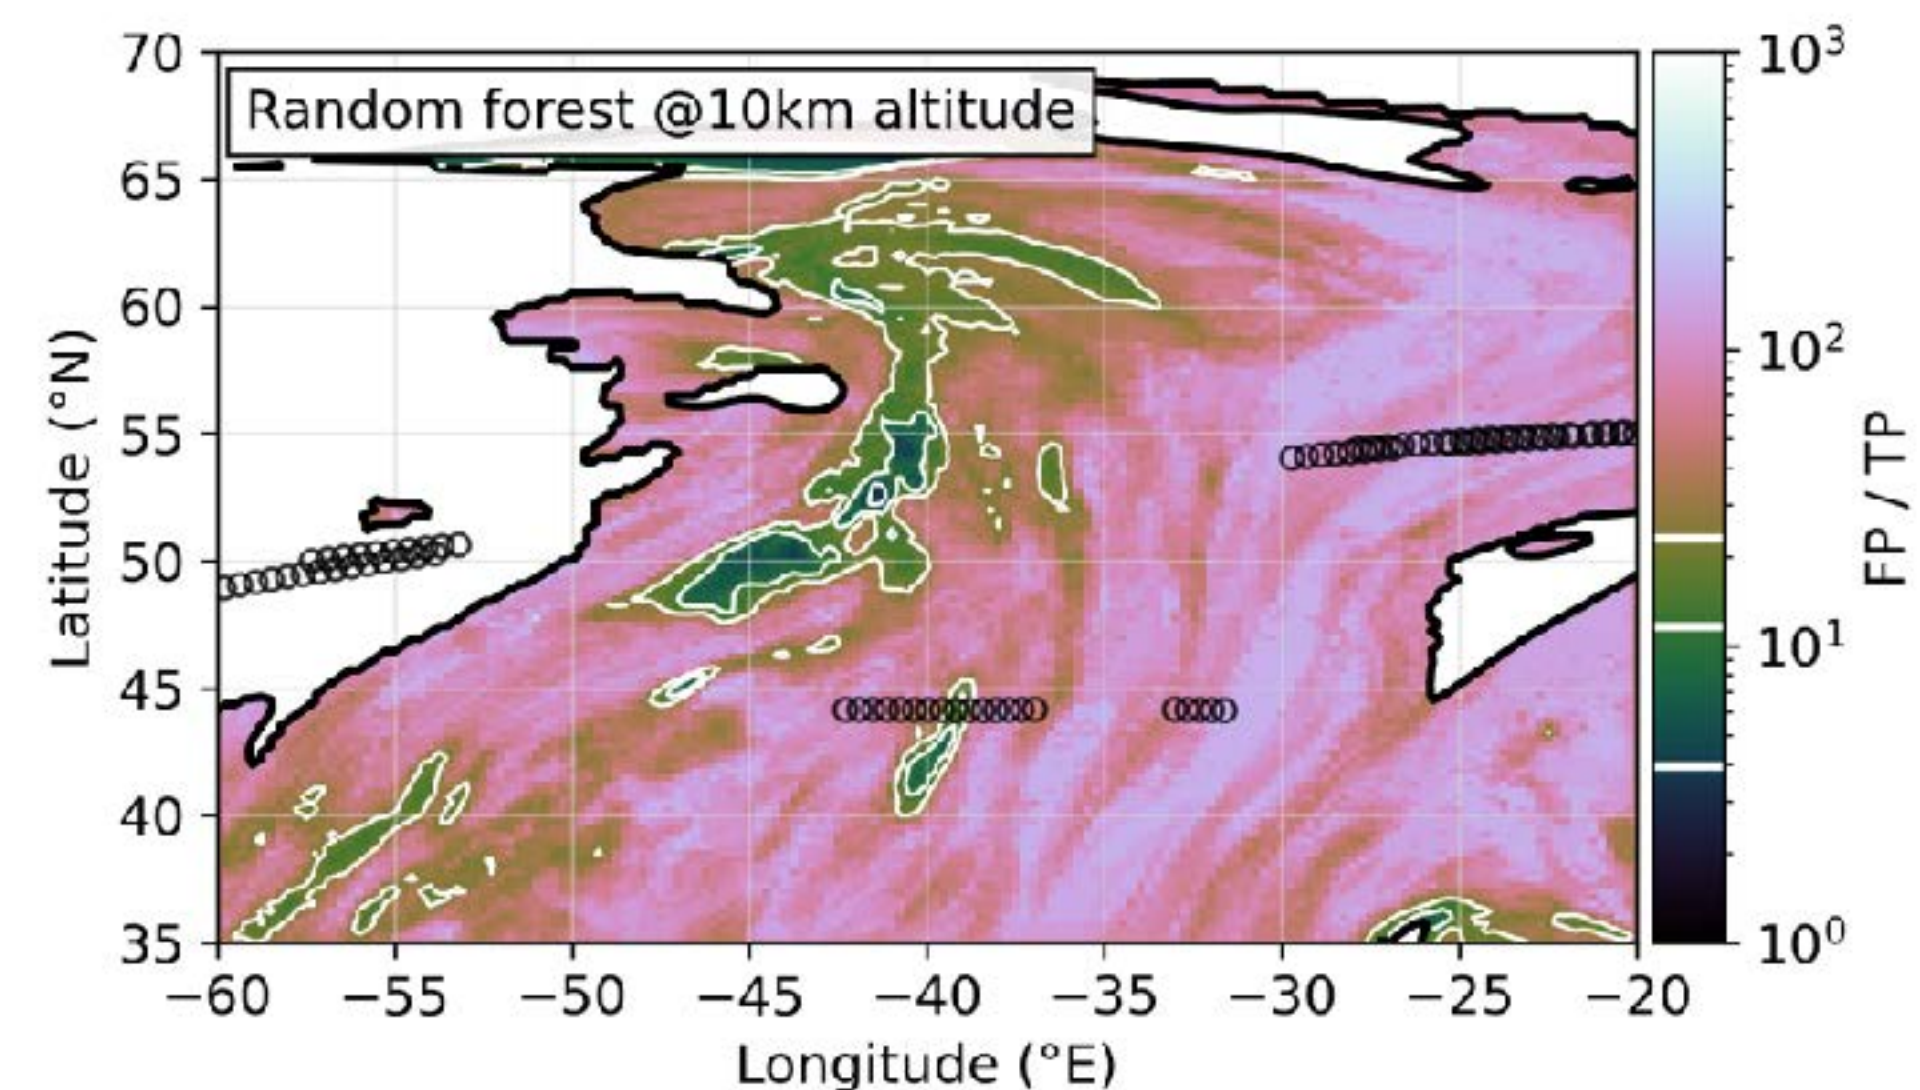 Random forest @10km altitude
70
65
60
55
50
45
40
35
Latitude (°N)
−60 −55 −50 −45 −40 −35 −30 −25 −20
Longitude (°E)
10³
10²
10¹
10⁰
FP / TP